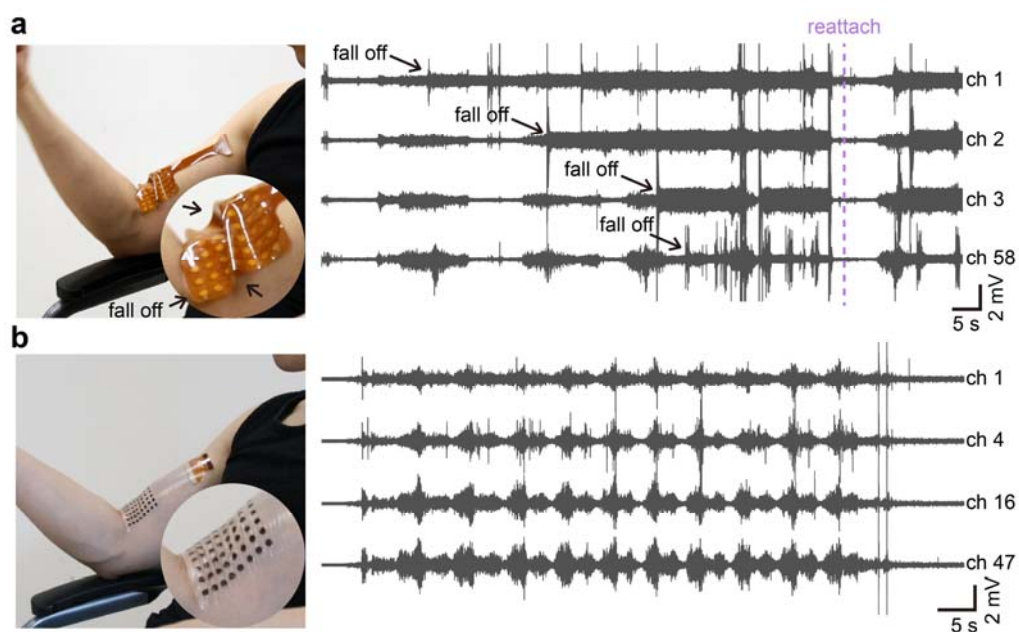 a
reattach
fall off
ch 1
fall off
ch 2
fall off
ch 3
fall off
ch 58
fall off
5 s
2 mV
b
ch 1
ch 4
ch 16
ch 47
5 s
2 mV